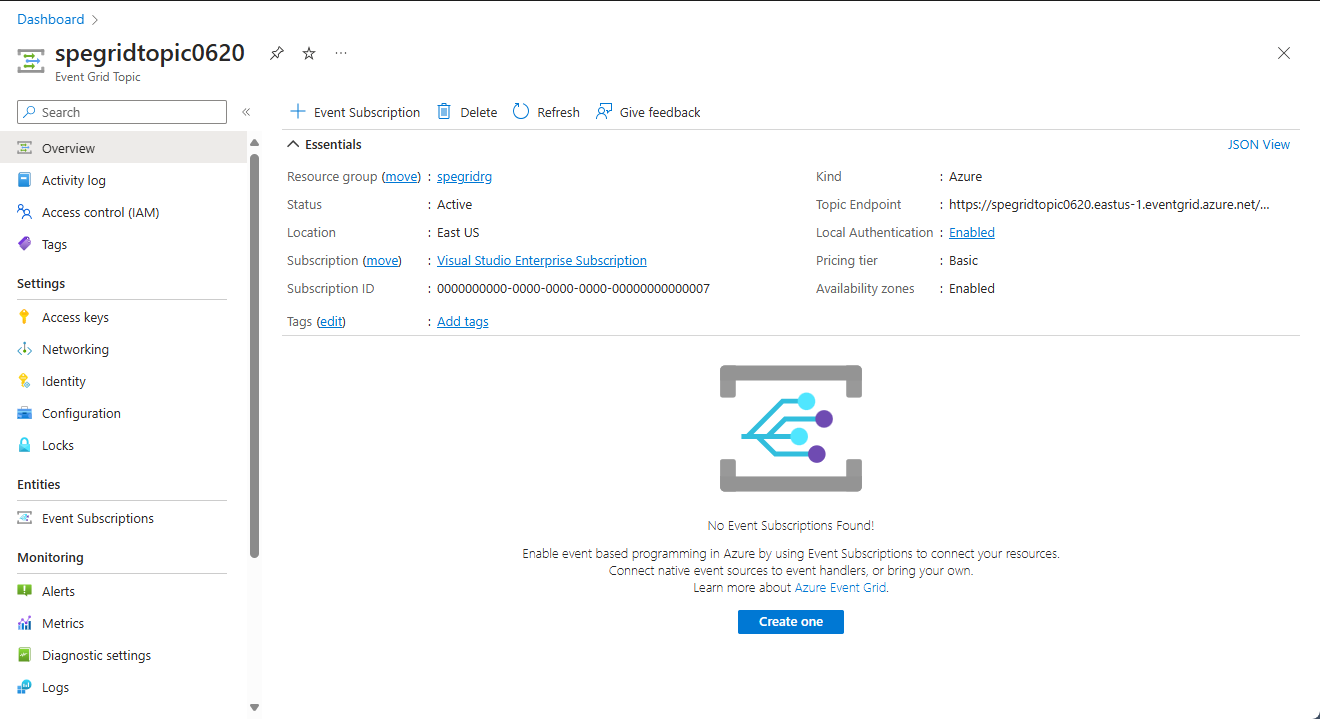 Dashboard
spegridtopic0620
Event Grid Topic
Search
Overview
Activity log
Access control (IAM)
Tags
Settings
Access keys
Networking
Identity
Configuration
Locks
Entities
Event Subscriptions
Monitoring
Alerts
Metrics
Diagnostic settings
Logs
Event Subscription Delete Refresh Give feedback
Essentials JSON View
Resource group (move) : spegridrg
Status : Active
Location : East US
Subscription (move) : Visual Studio Enterprise Subscription
Subscription ID : 0000000000-0000-0000-0000-00000000000007
Tags (edit) : Add tags
Kind : Azure
Topic Endpoint : https://spegridtopic0620.eastus-1.eventgrid.azure.net/...
Local Authentication : Enabled
Pricing tier : Basic
Availability zones : Enabled
No Event Subscriptions Found!
Enable event based programming in Azure by using Event Subscriptions to connect your resources.
Connect native event sources to event handlers, or bring your own.
Learn more about Azure Event Grid.
Create one